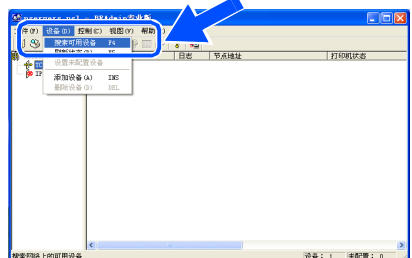 pservers.psl - BRAdmin专业版
件(F) 设备(D) 控制(C) 视图(V) 帮助
搜索可用设备 F4
设置未配置设备
添加设备(A) INS
删除设备(D) DEL
日志 节点地址 打印机状态
IP
搜索网络上的可用设备 设备: 1 未配置: 0